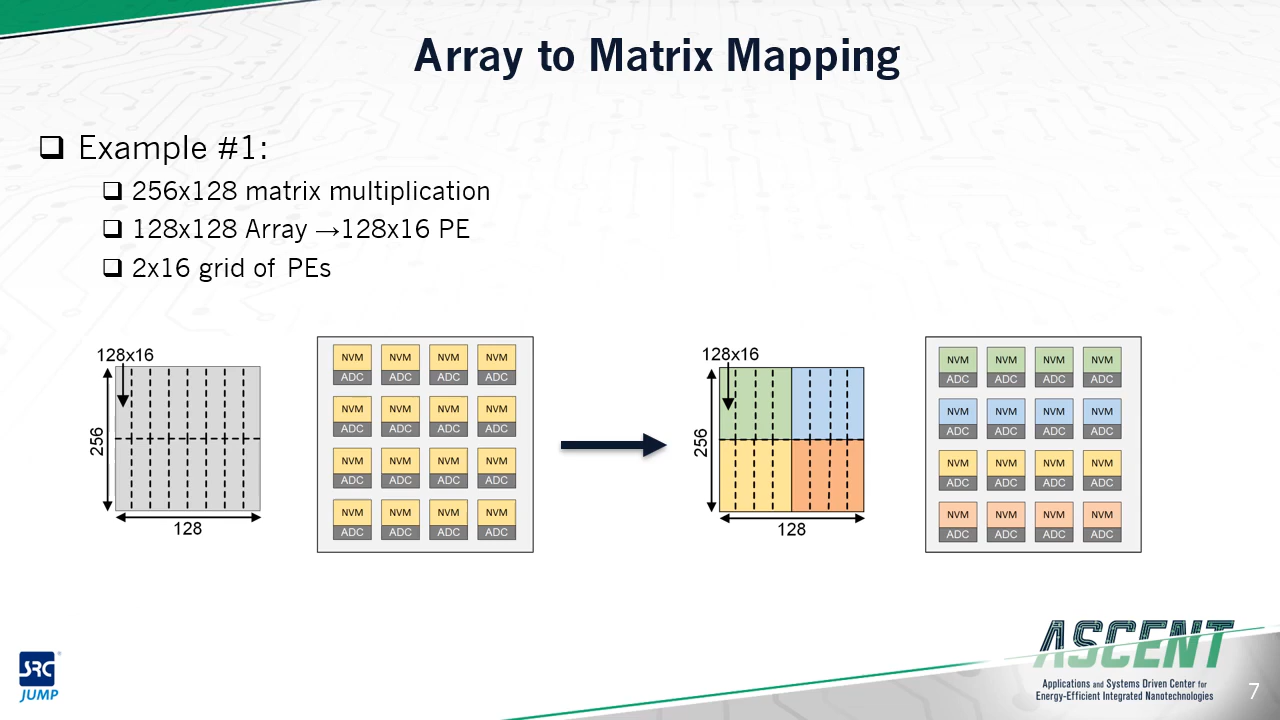 Array to Matrix Mapping
❑ Example #1:
❑ 256x128 matrix multiplication
❑ 128x128 Array →128x16 PE
❑ 2x16 grid of PEs
128x16
256
128
NVM NVM NVM NVM
ADC ADC ADC ADC
NVM NVM NVM NVM
ADC ADC ADC ADC
NVM NVM NVM NVM
ADC ADC ADC ADC
NVM NVM NVM NVM
ADC ADC ADC ADC
128x16
256
128
NVM NVM NVM NVM
ADC ADC ADC ADC
NVM NVM NVM NVM
ADC ADC ADC ADC
NVM NVM NVM NVM
ADC ADC ADC ADC
NVM NVM NVM NVM
ADC ADC ADC ADC
SRC®
JUMP
ASCENT
Applications and Systems Driven Center for
Energy-Efficient Integrated Nanotechnologies
7